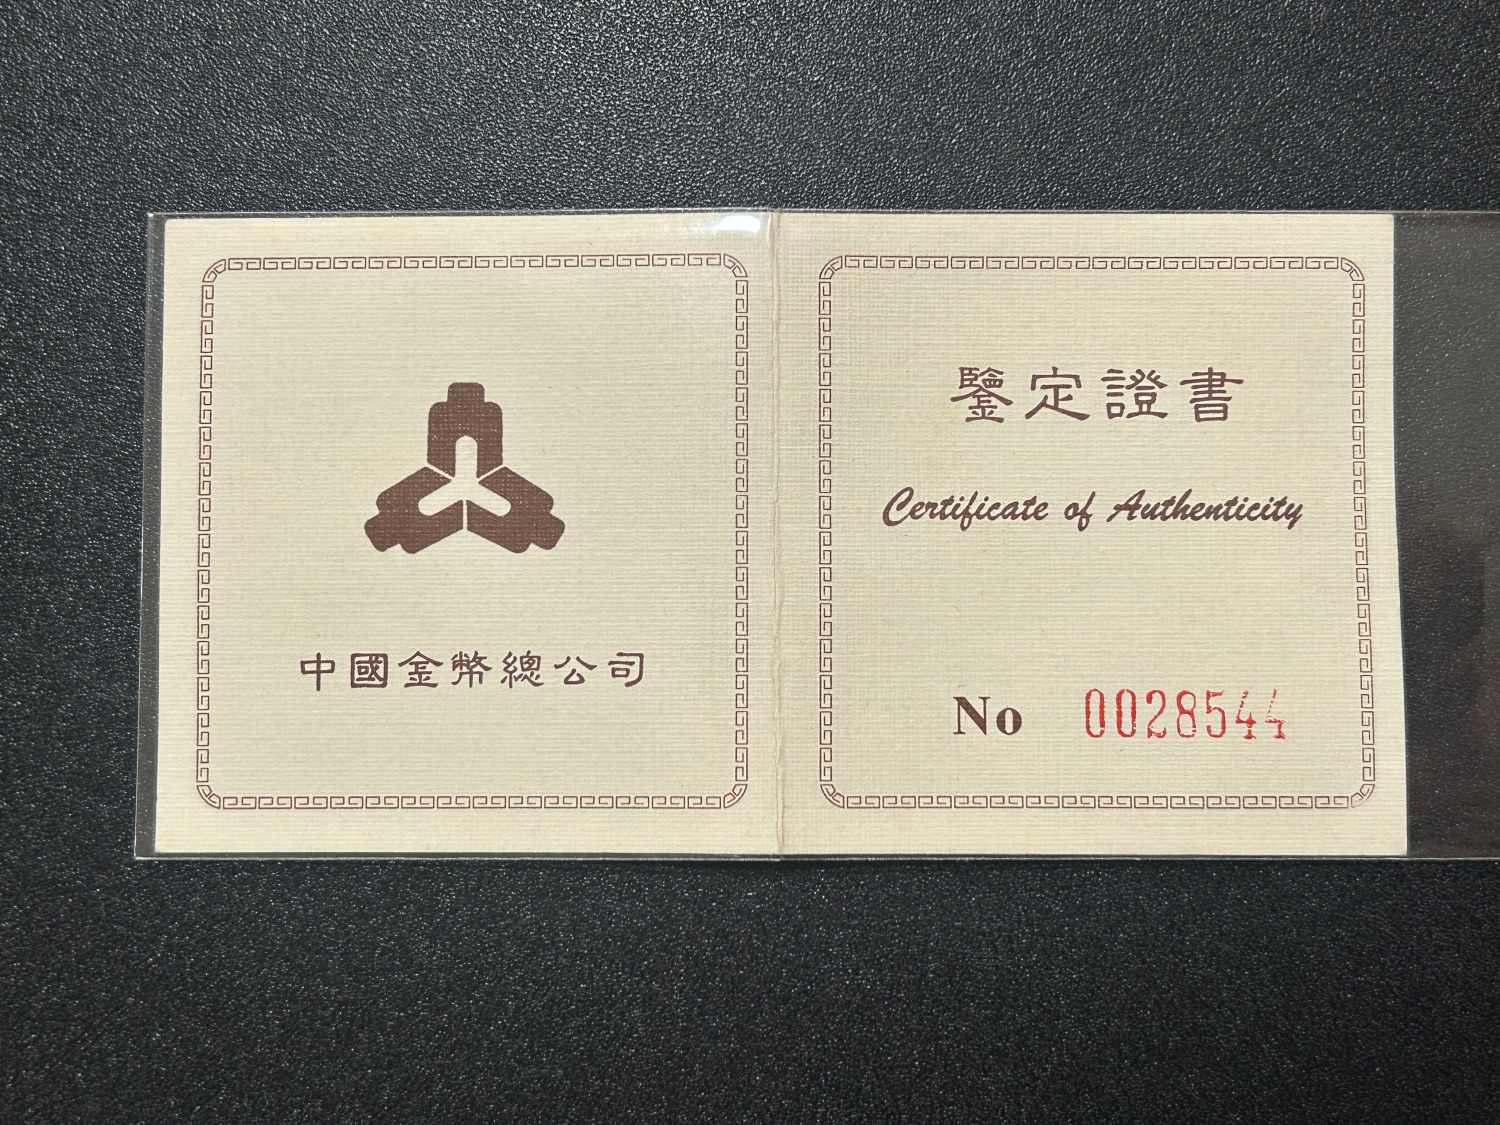 中國金幣總公司
鑒定證書
Certificate of Authenticity
No 0028544